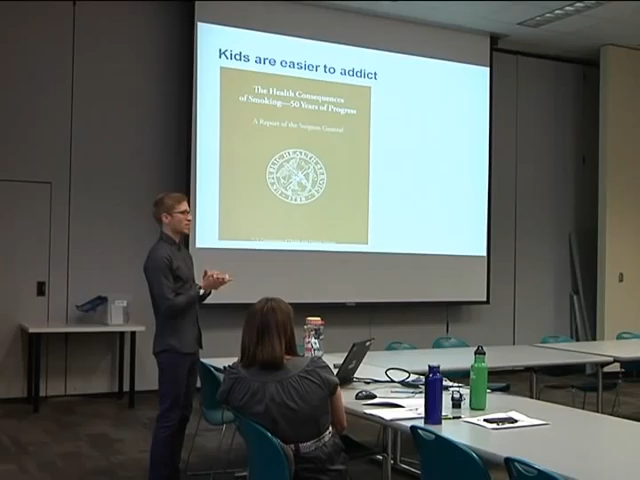 Kids are easier to addict
The Health Consequences
of Smoking—50 Years of Progress
A Report of the Surgeon General